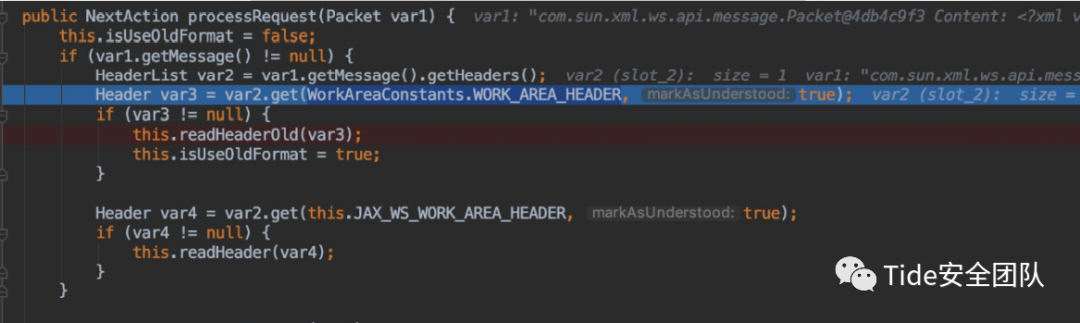 public NextAction processRequest(Packet var1) { var1: "com.sun.xml.ws.api.message.Packet@4db4c9f3 Content: <?xml v
this.isUseOldFormat = false;
if (var1.getMessage() != null) {
HeaderList var2 = var1.getMessage().getHeaders(); var2 (slot_2): size = 1 var1: "com.sun.xml.ws.api.mess
Header var3 = var2.get(WorkAreaConstants.WORK_AREA_HEADER, markAsUnderstood: true); var2 (slot_2): size =
if (var3 != null) {
this.readHeaderOld(var3);
this.isUseOldFormat = true;
}
Header var4 = var2.get(this.JAX_WS_WORK_AREA_HEADER, markAsUnderstood: true);
if (var4 != null) {
this.readHeader(var4);
}
}
Tide安全团队